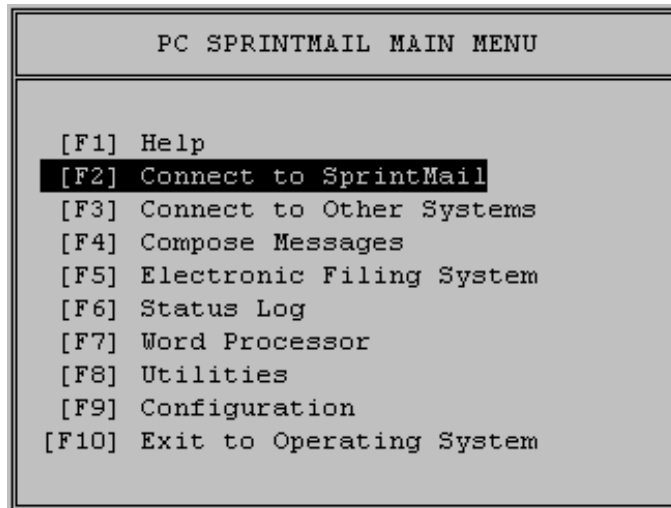 PC SPRINTMAIL MAIN MENU
[F1] Help
[F2] Connect to SprintMail
[F3] Connect to Other Systems
[F4] Compose Messages
[F5] Electronic Filing System
[F6] Status Log
[F7] Word Processor
[F8] Utilities
[F9] Configuration
[F10] Exit to Operating System